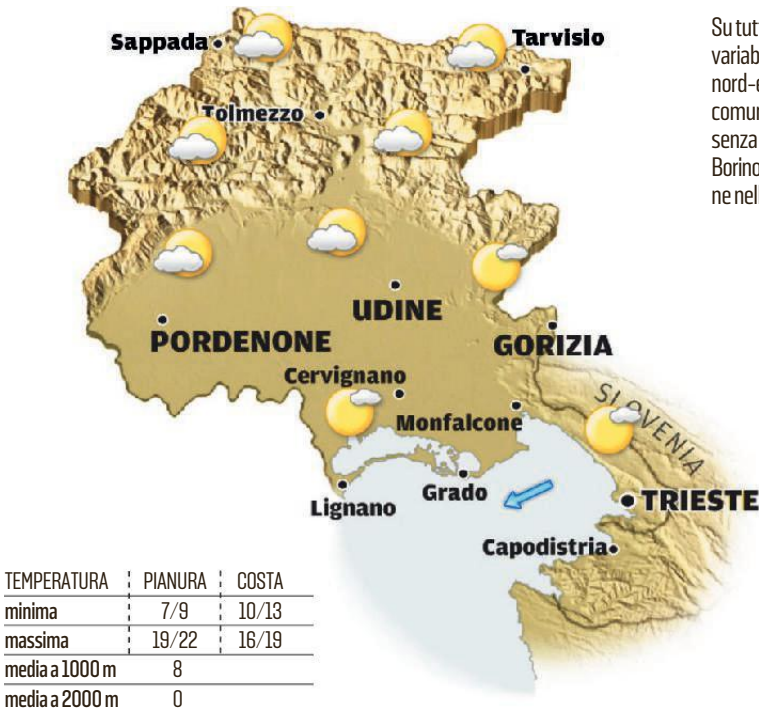 Sappada
Tarvisio
Su tut
variab
nord-e
comur
senza
Borino
ne nell
Tolmezzo
UDINE
PORDENONE
GORIZIA
Cervignano
Monfalcone
SLOVENIA
Lignano
Grado
TRIESTE
Capodistria
TEMPERATURA PIANURA COSTA
minima 7/9 10/13
massima 19/22 16/19
media a 1000 m 8
media a 2000 m 0